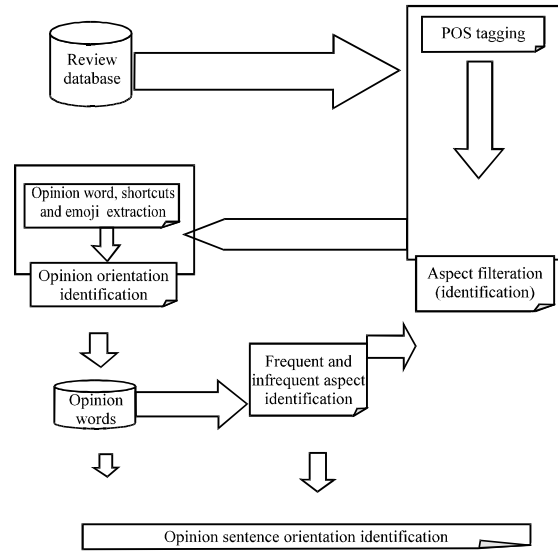 Review
database
POS tagging
Opinion word, shortcuts
and emoji extraction
Opinion orientation
identification
Aspect filteration
(identification)
Frequent and
infrequent aspect
identification
Opinion
words
Opinion sentence orientation identification